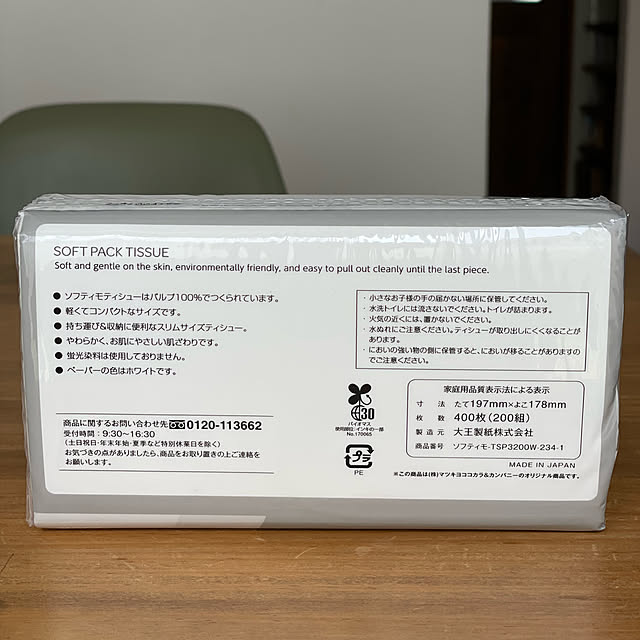 SOFT PACK TISSUE
Soft and gentle on the skin, environmentally friendly, and easy to pull out cleanly until the last piece.
●ソフティモティシューはパルプ100%でつくられています。
●軽くてコンパクトなサイズです。
●持ち運び&収納に便利なスリムサイズティシュー。
●やわらかく、お肌にやさしい肌ざわりです。
●蛍光染料は使用しておりません。
●ペーパーの色はホワイトです。
・小さなお子様の手の届かない場所に保管してください。
・水洗トイレには流さないでください。トイレが詰まります。
・火気の近くには、置かないでください。
・水ぬれにご注意ください。ティシューが取り出しにくくなることが
あります。
・においの強い物の側に保管すると、においが移ることがありますの
でご注意ください。
商品に関するお問い合わせ先 0120-113662
受付時間:9:30~16:30
(土日祝日・年末年始・夏季など特別休業日を除く)
お気づきの点がありましたら、商品をお取り置きの上ご連絡を
お願いします。
30
バイオマス
使用部位:インキの一部
No.170065
プラ
PE
家庭用品質表示法による表示
寸法 たて197mm×よこ178mm
枚数 400枚(200組)
製造元 大王製紙株式会社
商品番号 ソフティモ-TSP3200W-234-1
MADE IN JAPAN
※この商品は(株)マツキヨココカラ&カンパニーのオリジナル商品です。